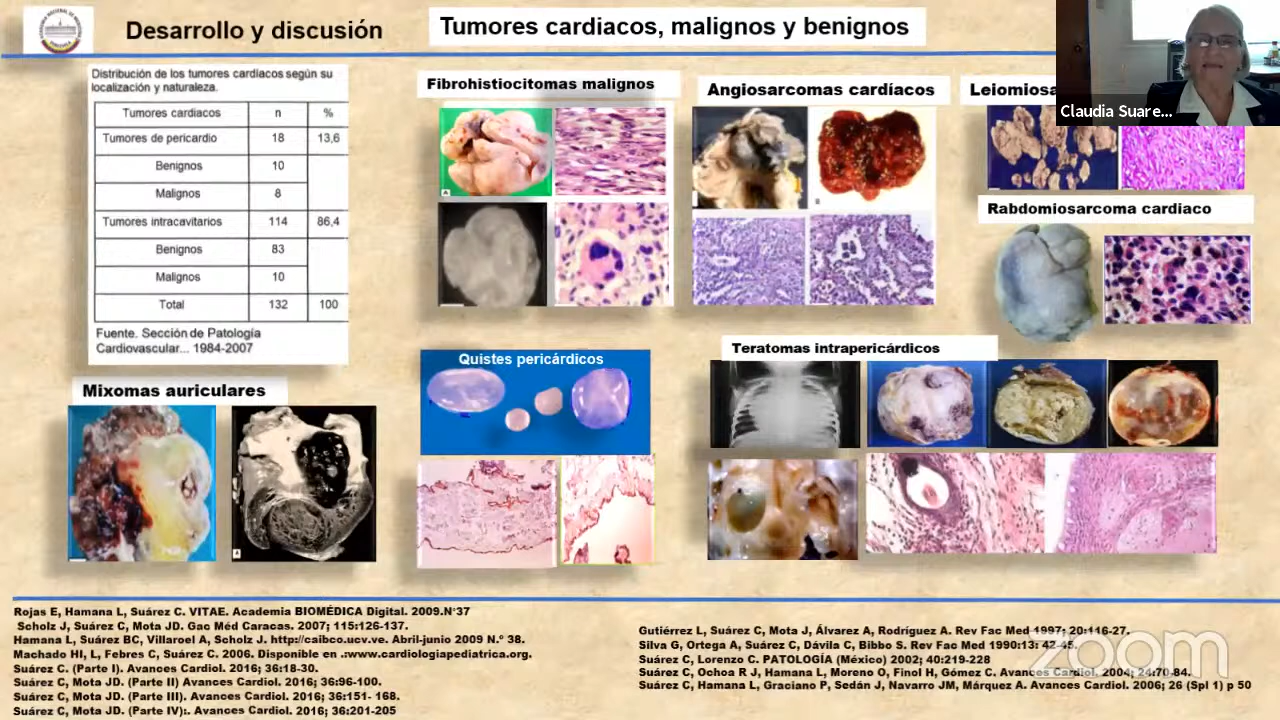 Desarrollo y discusión
Tumores cardiacos, malignos y benignos
Claudia Suare...
Distribución de los tumores cardíacos según su
localización y naturaleza.
Tumores cardiacos n %
Tumores de pericardio 18 13,6
Benignos 10
Malignos 8
Tumores intracavitarios 114 86,4
Benignos 83
Malignos 10
Total 132 100
Fuente. Sección de Patología
Cardiovascular... 1984-2007
Fibrohistiocitomas malignos
Angiosarcomas cardíacos
Leiomiosa
Rabdomiosarcoma cardiaco
Mixomas auriculares
Quistes pericárdicos
Teratomas intrapericárdicos
Rojas E, Hamana L, Suárez C. VITAE. Academia BIOMÉDICA Digital. 2009.N°37
Scholz J, Suárez C, Mota JD. Gac Méd Caracas. 2007; 115:126-137.
Hamana L, Suárez BC, Villaroel A, Scholz J. http://caibco.ucv.ve. Abril-junio 2009 N.º 38.
Machado HI, L, Febres C, Suárez C. 2006. Disponible en .:www.cardiologiapediatrica.org.
Suárez C. (Parte I). Avances Cardiol. 2016; 36:18-30.
Suárez C, Mota JD. (Parte II) Avances Cardiol. 2016; 36:96-100.
Suárez C, Mota JD. (Parte III). Avances Cardiol. 2016; 36:151- 168.
Suárez C, Mota JD. (Parte IV):. Avances Cardiol. 2016; 36:201-205
Gutiérrez L, Suárez C, Mota J, Álvarez A, Rodríguez A. Rev Fac Med 1997; 20:116-27.
Silva G, Ortega A, Suárez C, Dávila C, Bibbo S. Rev Fac Med 1990:13: 42-45.
Suárez C, Lorenzo C. PATOLOGÍA (México) 2002; 40:219-228
Suárez C, Ochoa R J, Hamana L, Moreno O, Finol H, Gómez C. Avances Cardiol. 2004; 24:70-84.
Suárez C, Hamana L, Graciano P, Sedán J, Navarro JM, Márquez A. Avances Cardiol. 2006; 26 (Spl 1) p 50
zoom